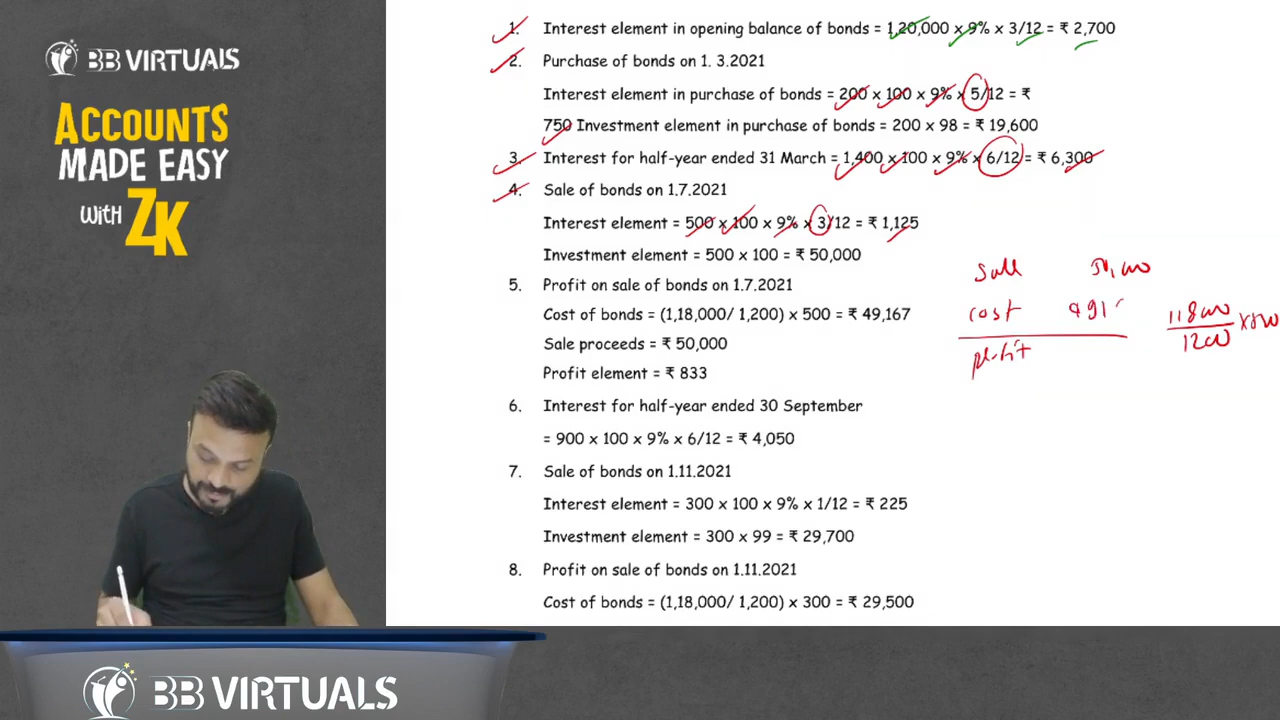 BB VIRTUALS
ACCOUNTS
MADE EASY
with ZK
1. Interest element in opening balance of bonds = 1,20,000 x 9% x 3/12 = ₹ 2,700
2. Purchase of bonds on 1. 3.2021
Interest element in purchase of bonds = 200 x 100 x 9% x 5/12 = ₹
750 Investment element in purchase of bonds = 200 x 98 = ₹ 19,600
3. Interest for half-year ended 31 March = 1,400 x 100 x 9% x 6/12 = ₹ 6,300
4. Sale of bonds on 1.7.2021
Interest element = 500 x 100 x 9% x 3/12 = ₹ 1,125
Investment element = 500 x 100 = ₹ 50,000
5. Profit on sale of bonds on 1.7.2021
Cost of bonds = (1,18,000/ 1,200) x 500 = ₹ 49,167
Sale proceeds = ₹ 50,000
Profit element = ₹ 833
6. Interest for half-year ended 30 September
= 900 x 100 x 9% x 6/12 = ₹ 4,050
7. Sale of bonds on 1.11.2021
Interest element = 300 x 100 x 9% x 1/12 = ₹ 225
Investment element = 300 x 99 = ₹ 29,700
8. Profit on sale of bonds on 1.11.2021
Cost of bonds = (1,18,000/ 1,200) x 300 = ₹ 29,500
Sale
cost
profit
118000
1200
BB VIRTUALS